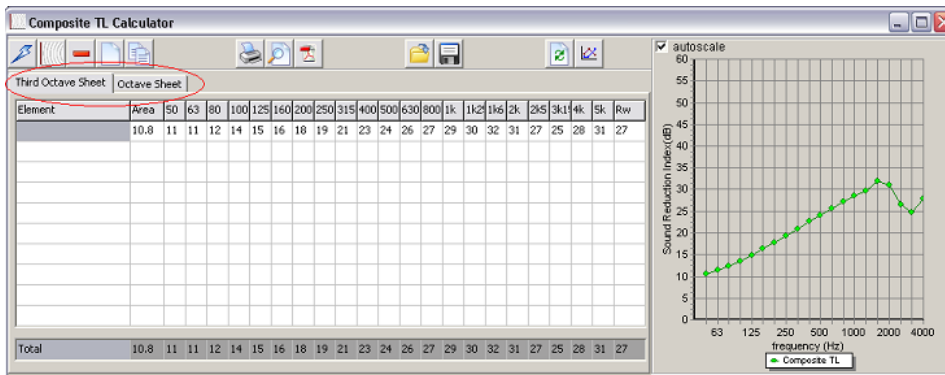 Composite TL Calculator
Third Octave Sheet Octave Sheet
Element Area 50 63 80 100 125 160 200 250 315 400 500 630 800 1k 1k2 1k6 2k 2k5 3k1 4k 5k Rw
10.8 11 11 12 14 15 16 18 19 21 23 24 26 27 29 30 32 31 27 25 28 31 27
Total 10.8 11 11 12 14 15 16 18 19 21 23 24 26 27 29 30 32 31 27 25 28 31 27
autoscale
Sound Reduction Index(dB)
60
55
50
45
40
35
30
25
20
15
10
5
0
63 125 250 500 1000 2000 4000
frequency (Hz)
Composite TL